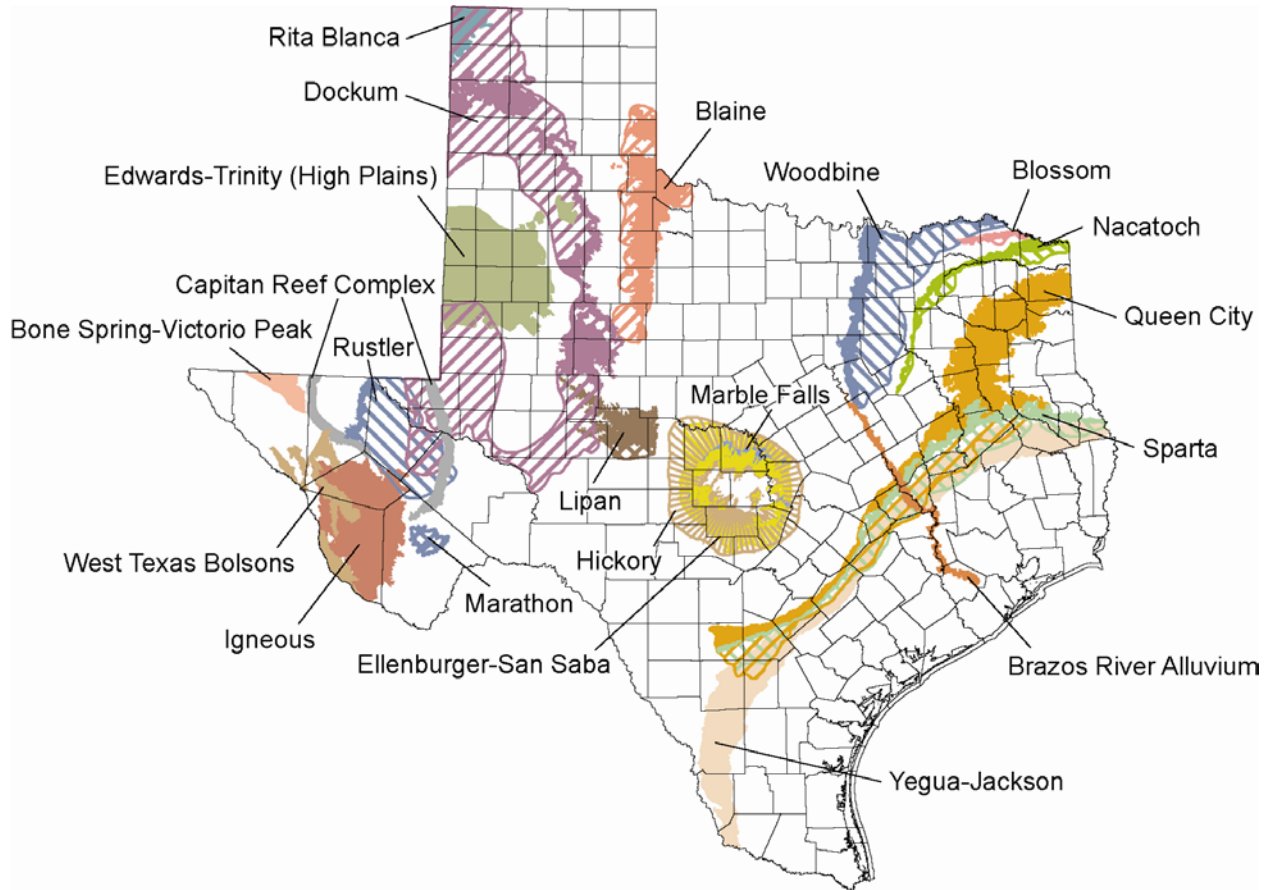 Rita Blanca
Dockum
Blaine
Edwards-Trinity (High Plains)
Woodbine
Blossom
Nacatoch
Capitan Reef Complex
Queen City
Bone Spring-Victorio Peak
Rustler
Marble Falls
Sparta
Lipan
West Texas Bolsons
Hickory
Marathon
Igneous
Ellenburger-San Saba
Brazos River Alluvium
Yegua-Jackson